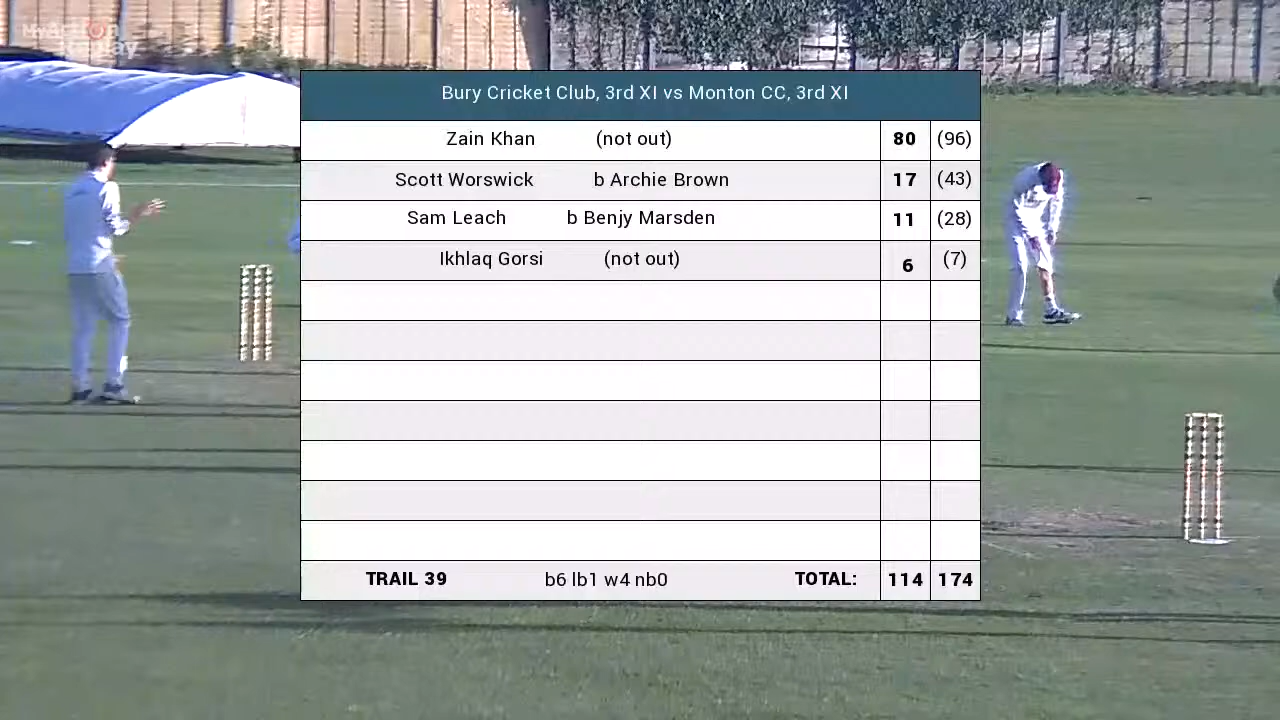 MyAction
Replay
Bury Cricket Club, 3rd XI vs Monton CC, 3rd XI
Zain Khan (not out) 80 (96)
Scott Worswick b Archie Brown 17 (43)
Sam Leach b Benjy Marsden 11 (28)
Ikhlaq Gorsi (not out) 6 (7)
TRAIL 39 b6 lb1 w4 nb0 TOTAL: 114 174